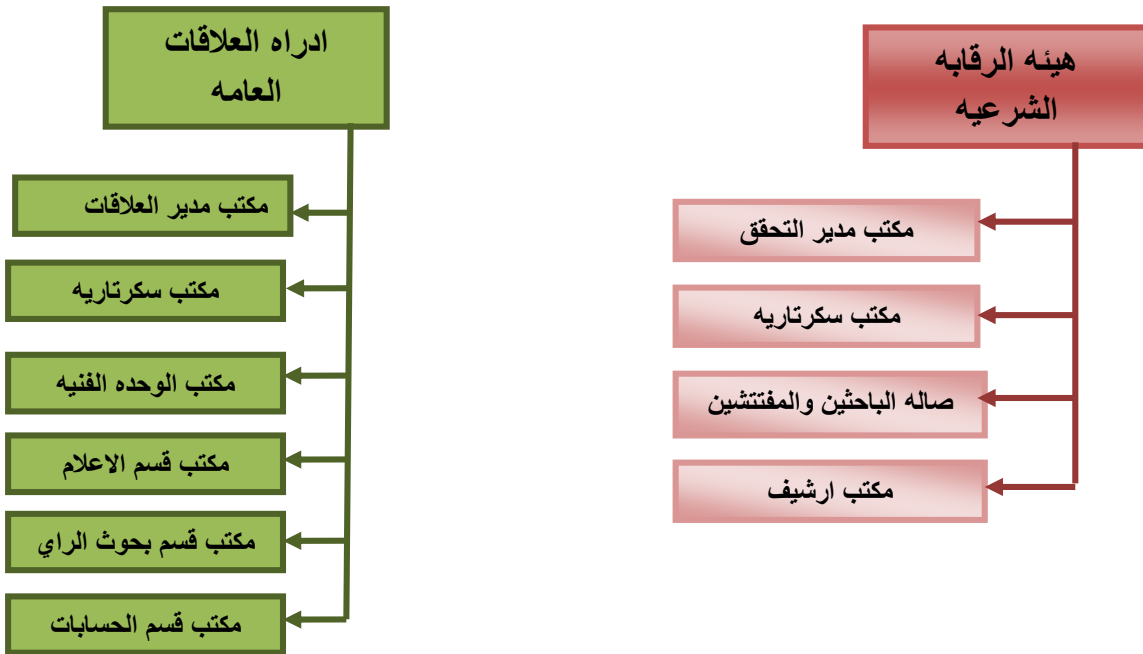 هيئه الرقابه
الشرعيه
مكتب مدير التحقق
مكتب سكرتاريه
صاله الباحثين والمفتتشين
مكتب ارشيف
ادراه العلاقات
العامه
مكتب مدير العلاقات
مكتب سكرتاريه
مكتب الوحده الفنيه
مكتب قسم الاعلام
مكتب قسم بحوث الراي
مكتب قسم الحسابات